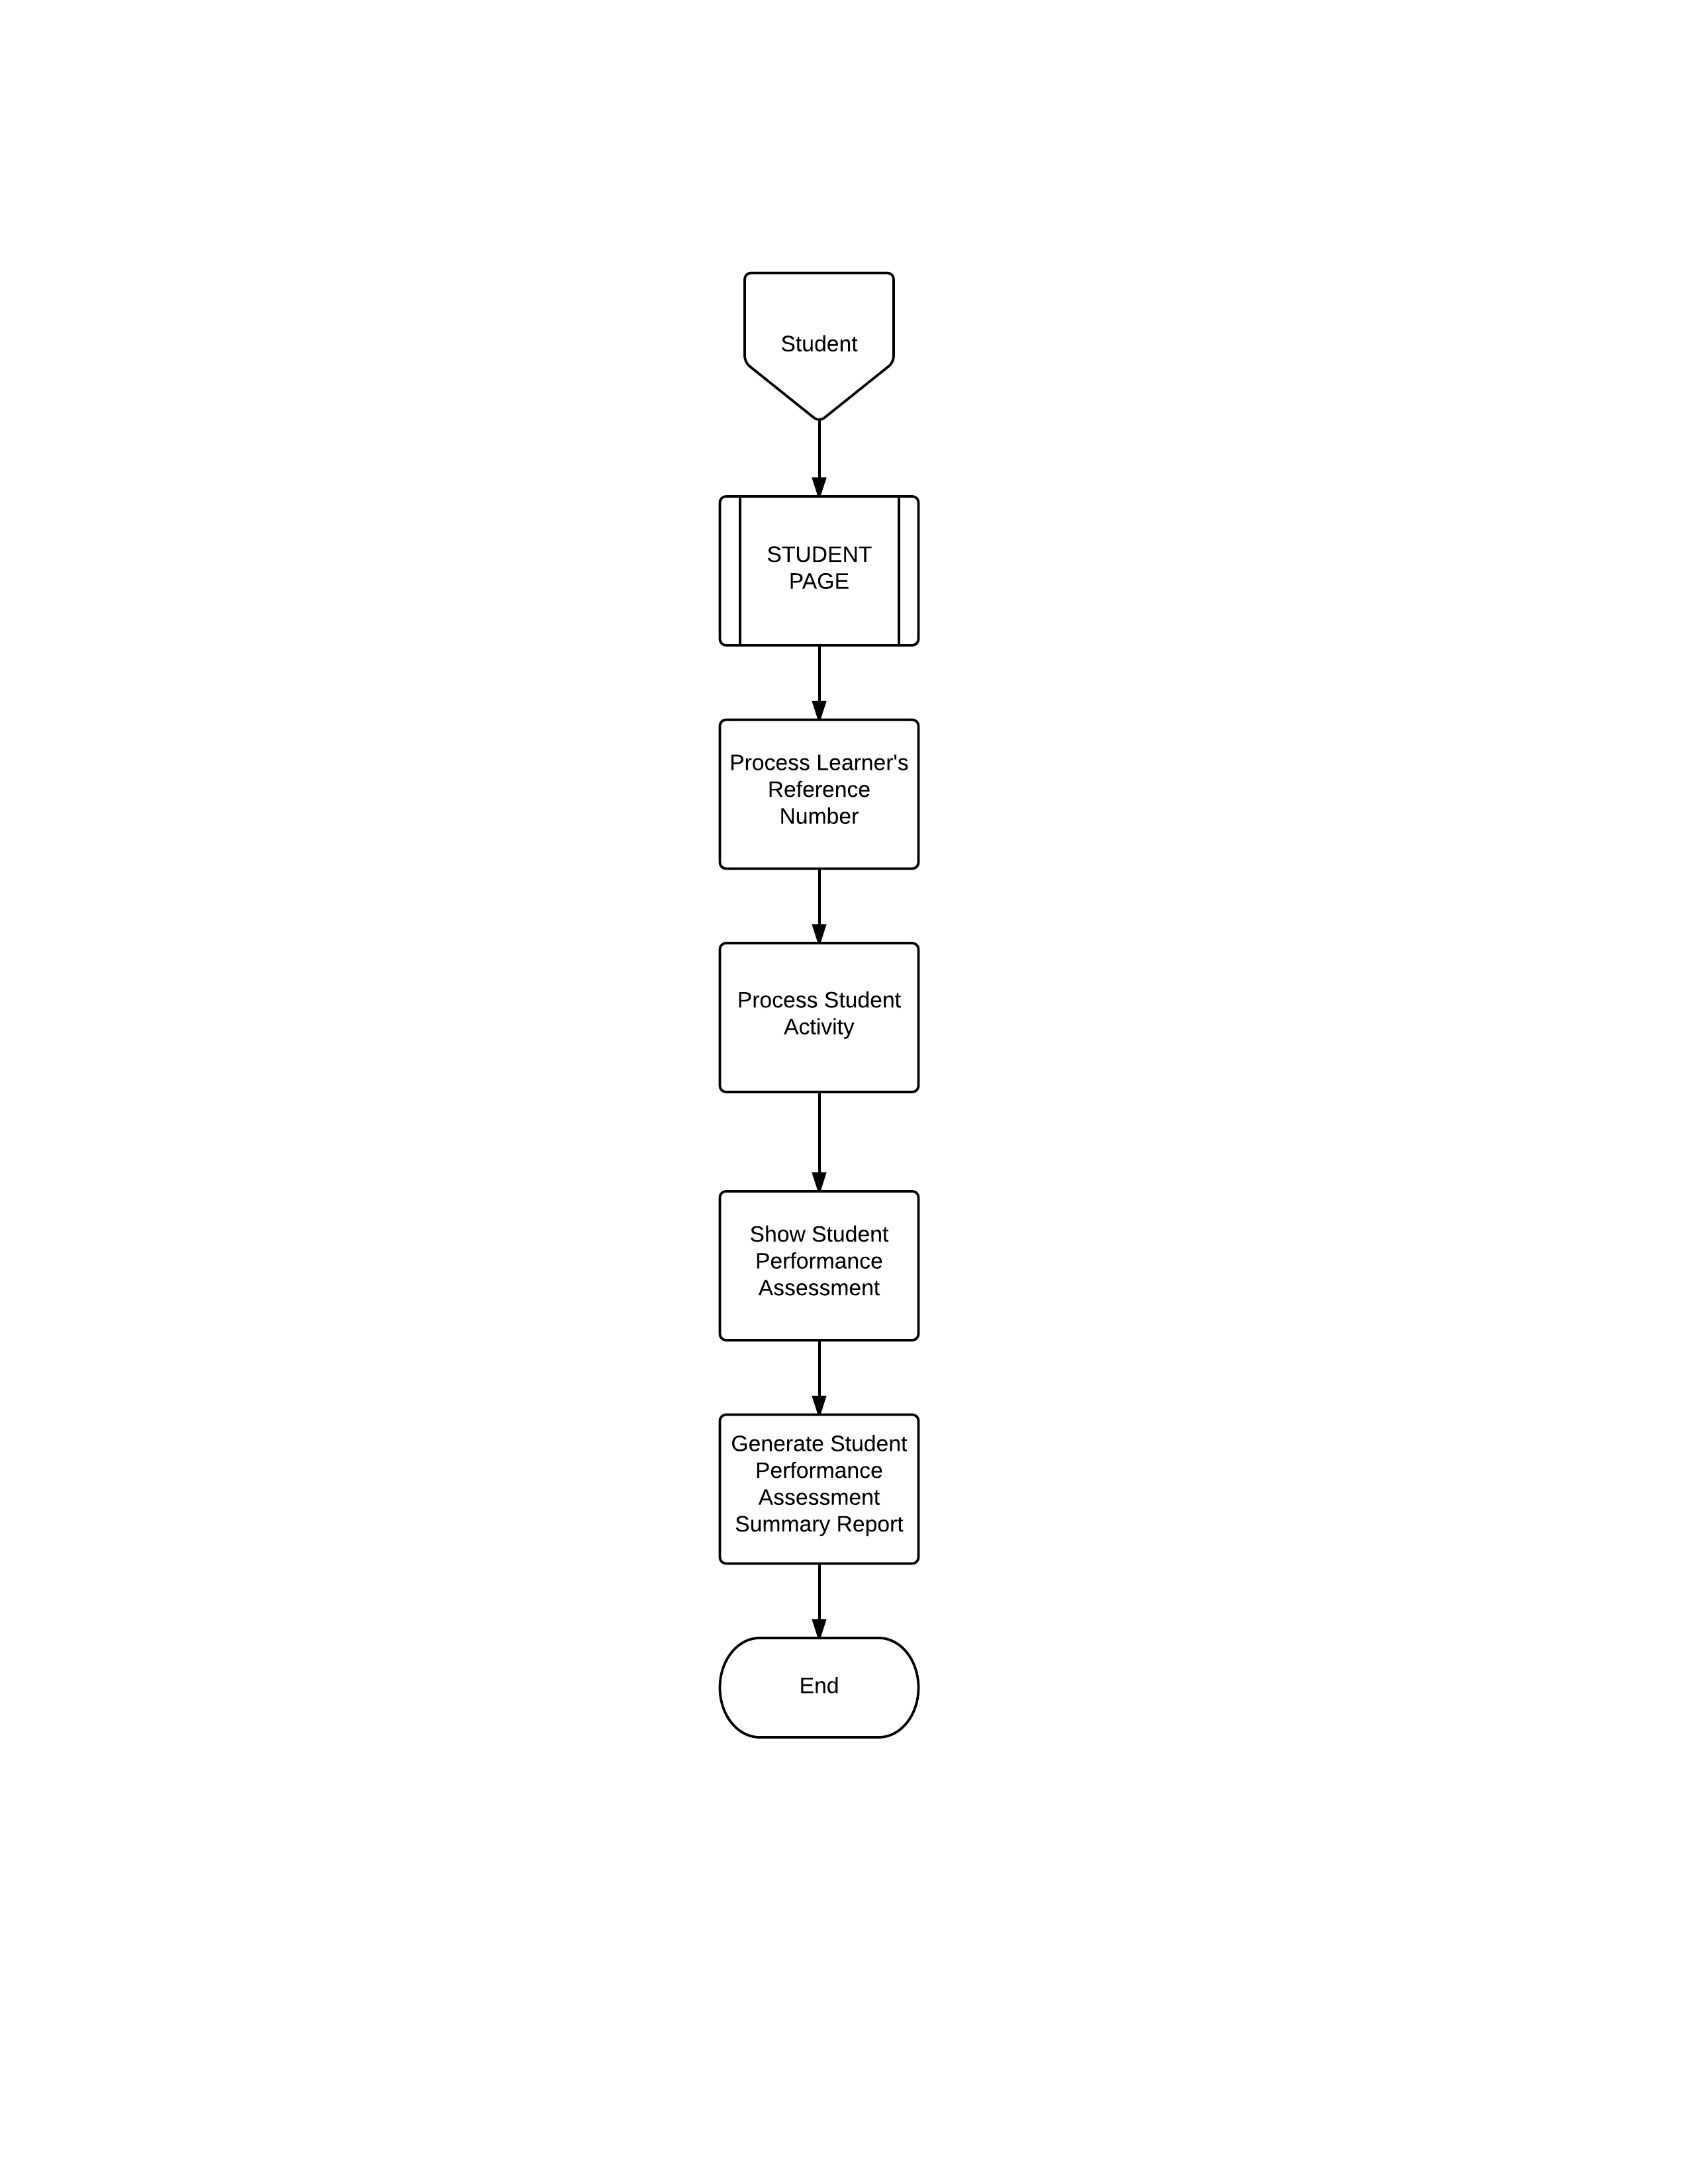 Student
STUDENT
PAGE
Process Learner's
Reference
Number
Process Student
Activity
Show Student
Performance
Assessment
Generate Student
Performance
Assessment
Summary Report
End